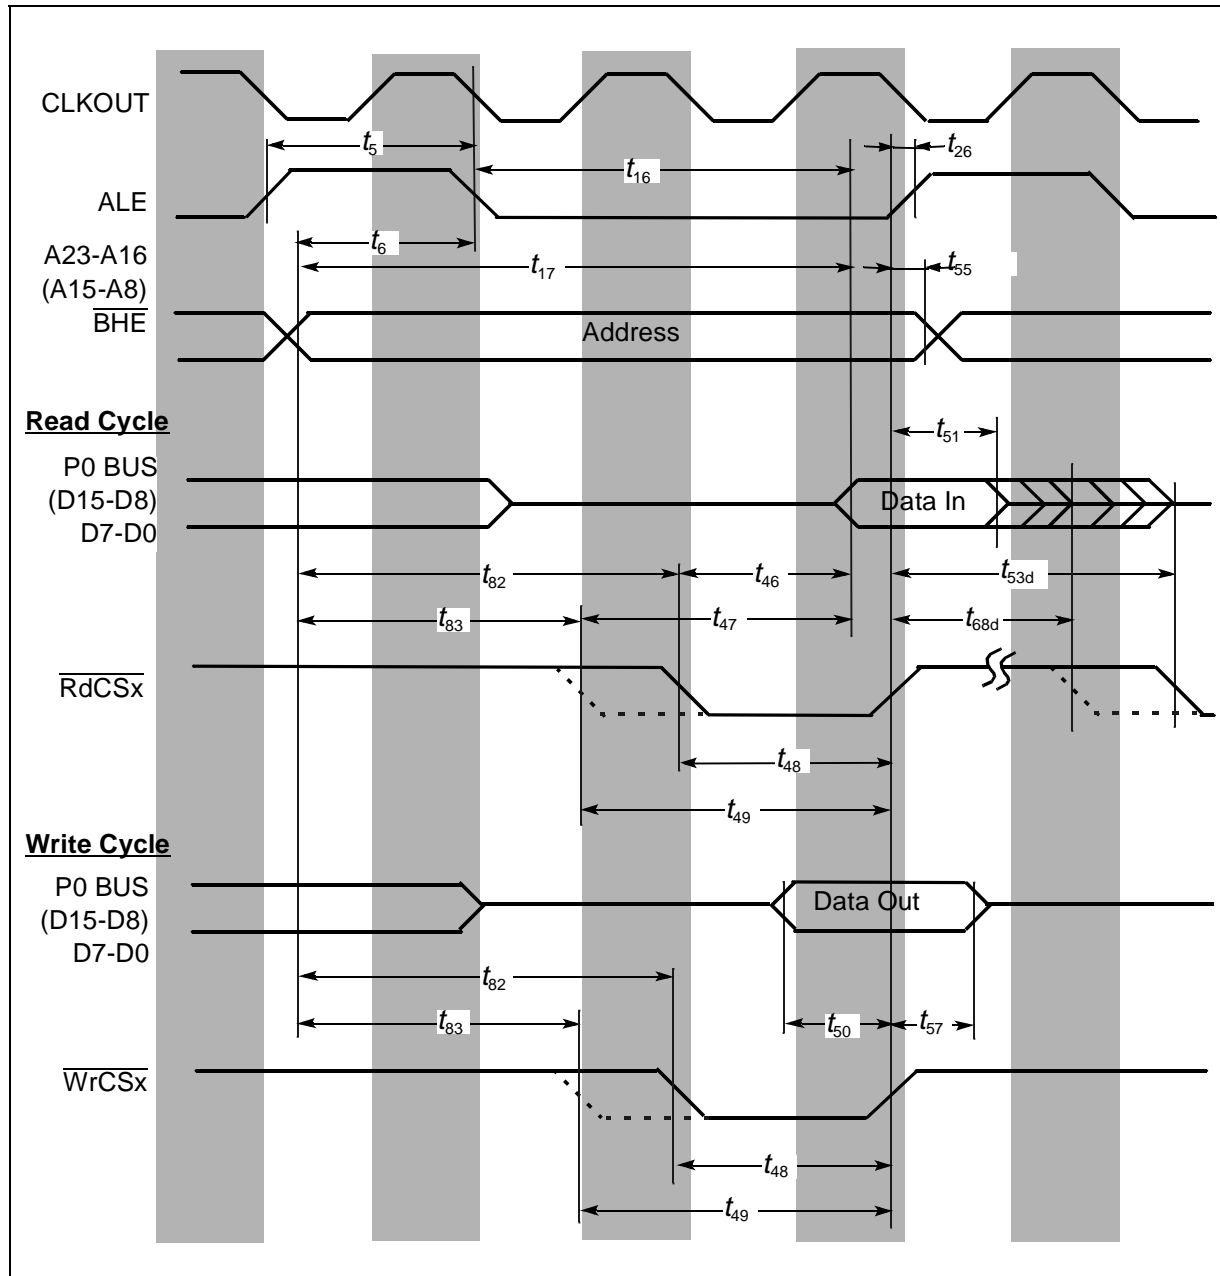 CLKOUT
t5
t26
t16
ALE
t6
A23-A16
t17
t55
(A15-A8)
BHE
Address
Read Cycle
t51
P0 BUS
(D15-D8)
Data In
D7-D0
t82
t46
t53d
t83
t47
t68d
RdCSx
t48
t49
Write Cycle
P0 BUS
(D15-D8)
Data Out
D7-D0
t82
t83
t50
t57
WrCSx
t48
t49